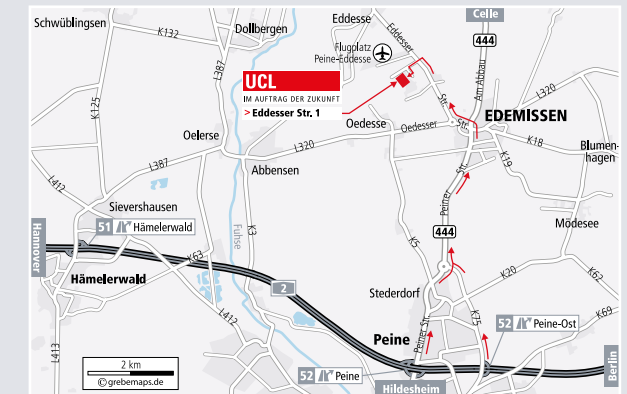 Schwüblingsen
K132
Dollbergen
Eddesse
Celle
Flugplatz
Peine-Eddesse
Eddesser
Str.
444
Am Abbau
UCL
IM AUFTRAG DER ZUKUNFT
> Eddesser Str. 1
L387
K125
Oelerse
Oedesse
Oedesser
Str.
EDEMISSEN
L320
K18
Blumen-
hagen
L320
Abbensen
K19
L387
L412
Sievershausen
Fuhse
K3
Peiner
Str.
Mödesee
444
K5
51 Hämelerwald
Hannover
K63
Hämelerwald
2
Stederdorf
K20
K62
K69
K75
52 Peine-Ost
L412
L413
Peine
Peiner Str.
2 km
© grebemaps.de
52 Peine
Hildesheim
Berlin